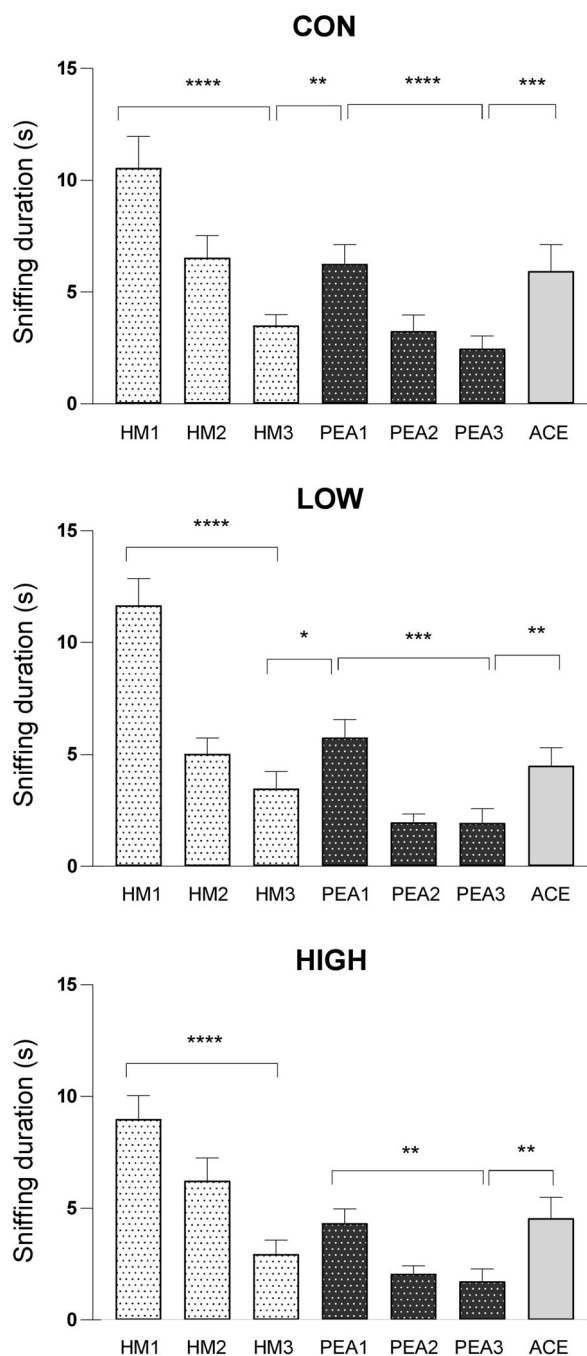 CON
Sniffing duration (s)
15
10
5
0
**** ** **** ***
HM1 HM2 HM3 PEA1 PEA2 PEA3 ACE
LOW
Sniffing duration (s)
15
10
5
0
****
* *** **
HM1 HM2 HM3 PEA1 PEA2 PEA3 ACE
HIGH
Sniffing duration (s)
15
10
5
0
****
** **
HM1 HM2 HM3 PEA1 PEA2 PEA3 ACE